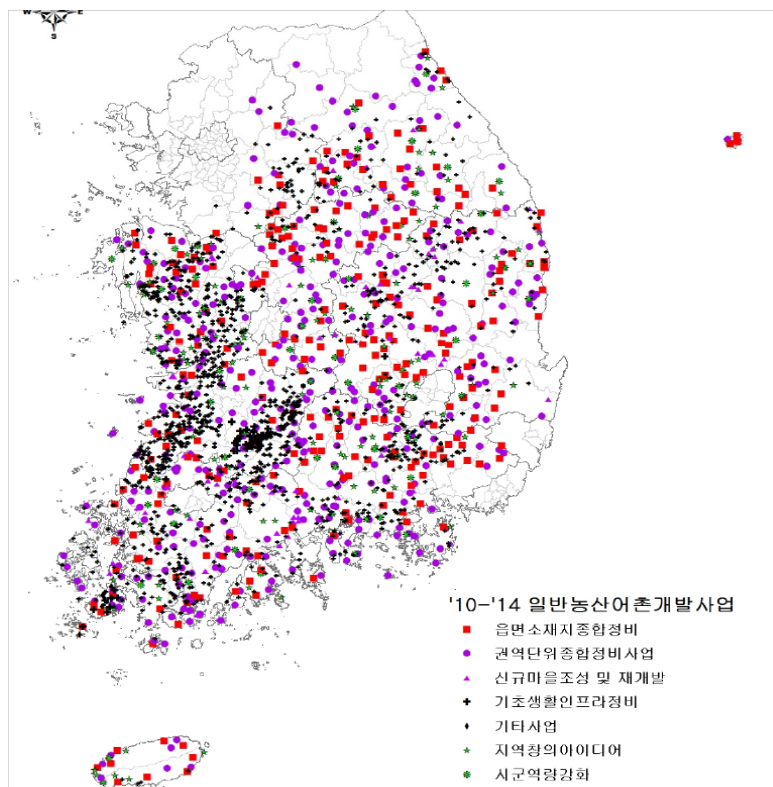 W E
S
'10-'14 일반농산어촌개발사업
읍면소재지종합정비
권역단위종합정비사업
신규마을조성 및 재개발
기초생활인프라정비
기타사업
지역창의아이디어
시군역량강화